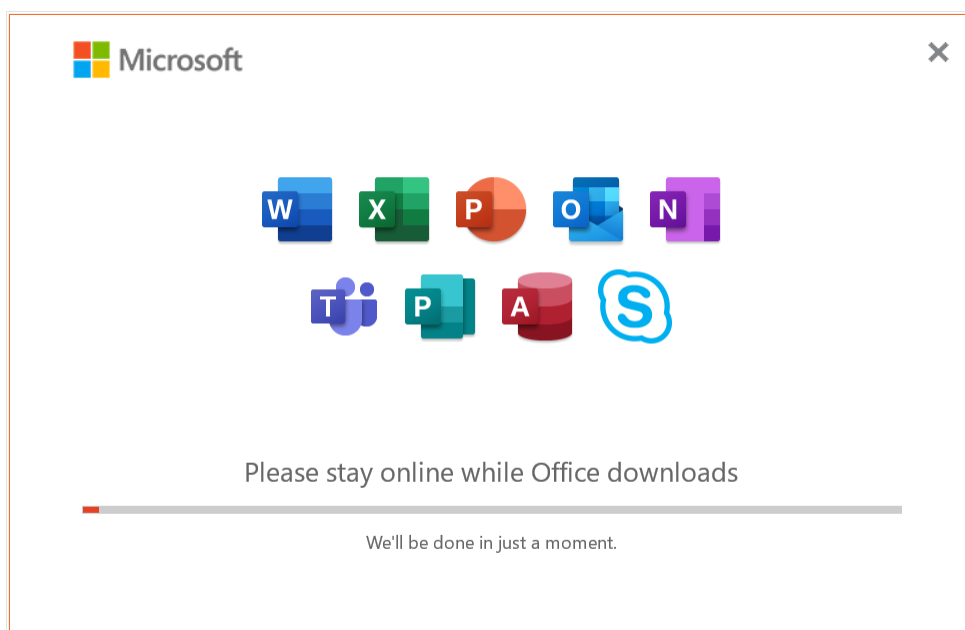 Microsoft
W X P O N
T P A S
Please stay online while Office downloads
We'll be done in just a moment.